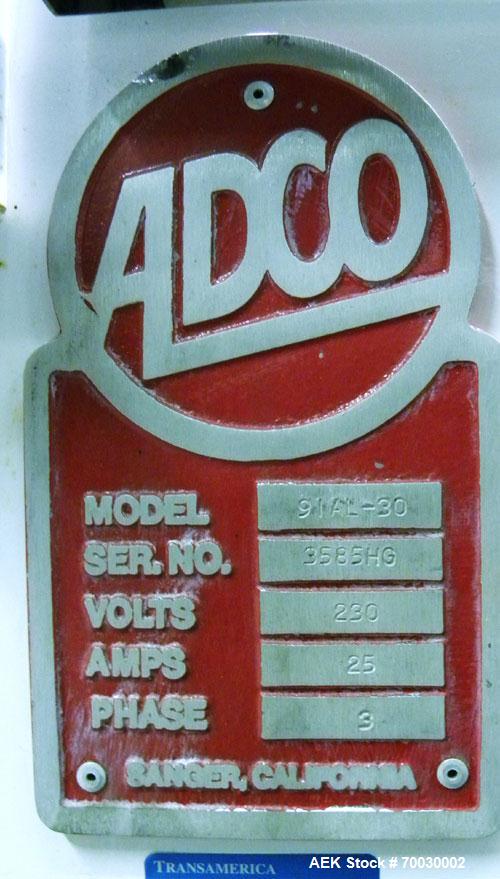 ADCO
MODEL 91AL-30
SER. NO. 3585HG
VOLTS 230
AMPS 25
PHASE 3
SANGER, CALIFORNIA
TRANSAMERICA
AEK Stock # 70030002